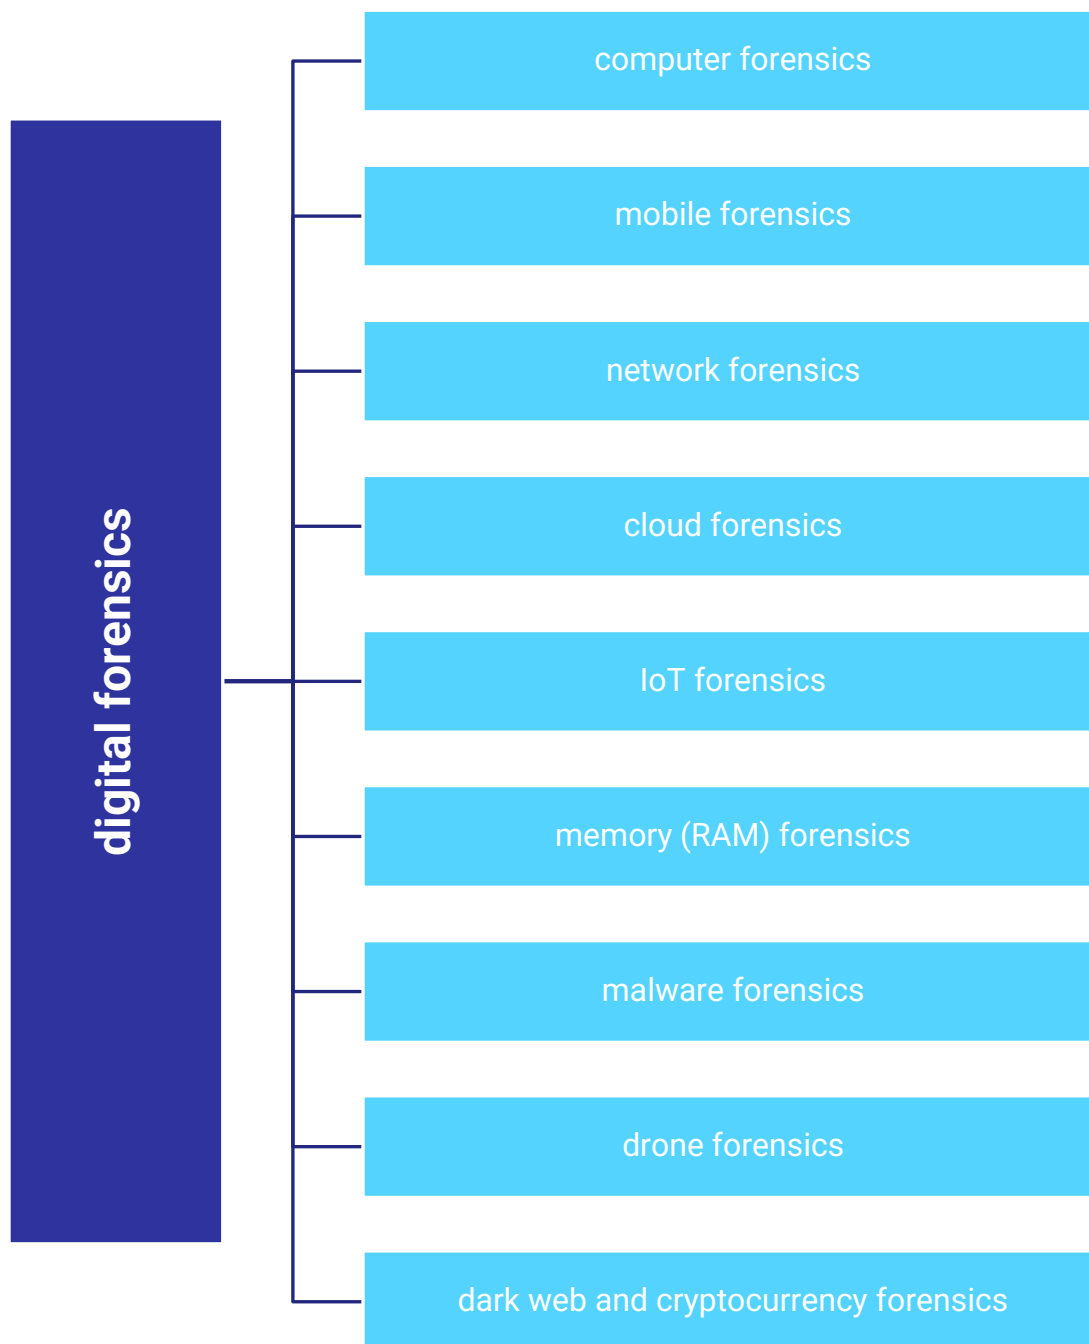 digital forensics
computer forensics
mobile forensics
network forensics
cloud forensics
IoT forensics
memory (RAM) forensics
malware forensics
drone forensics
dark web and cryptocurrency forensics